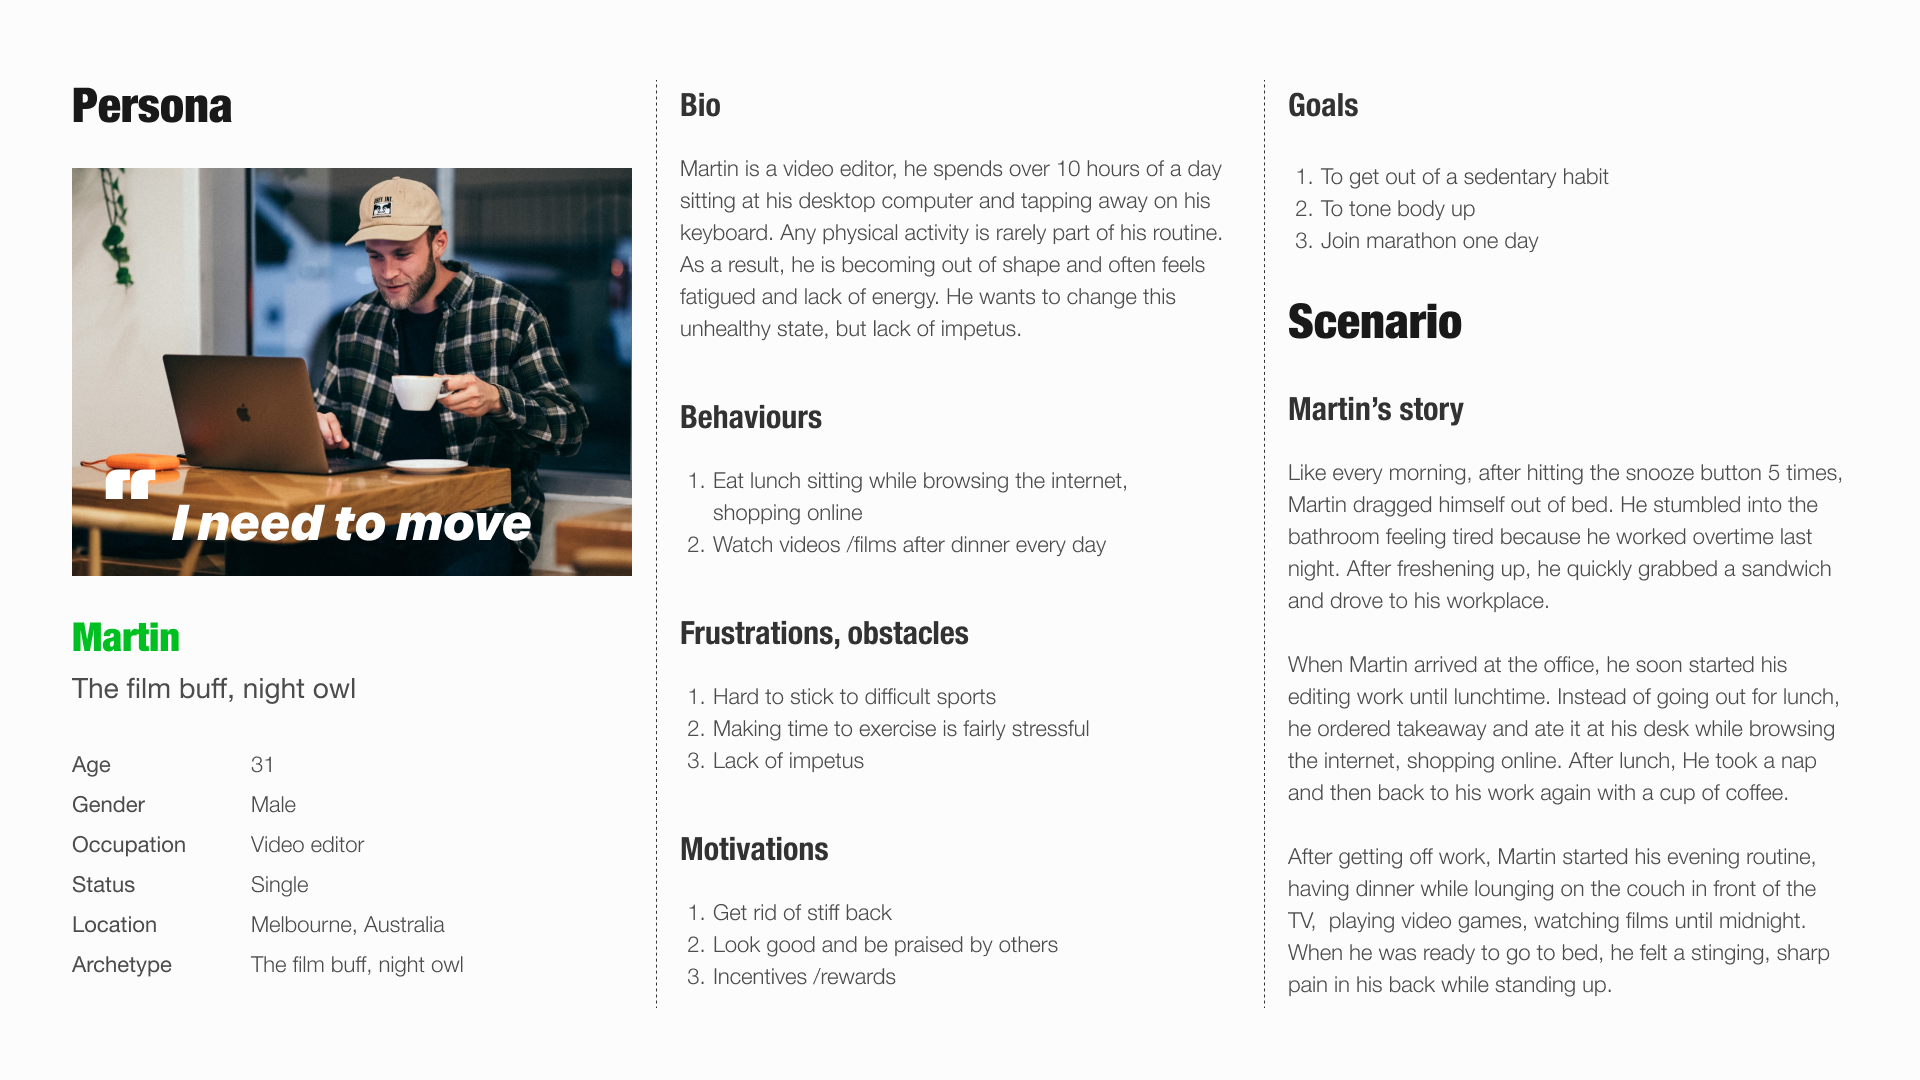 Persona
“
I need to move
Martin
The film buff, night owl
Age 31
Gender Male
Occupation Video editor
Status Single
Location Melbourne, Australia
Archetype The film buff, night owl
Bio
Martin is a video editor, he spends over 10 hours of a day
sitting at his desktop computer and tapping away on his
keyboard. Any physical activity is rarely part of his routine.
As a result, he is becoming out of shape and often feels
fatigued and lack of energy. He wants to change this
unhealthy state, but lack of impetus.
Behaviours
1. Eat lunch sitting while browsing the internet,
shopping online
2. Watch videos /films after dinner every day
Frustrations, obstacles
1. Hard to stick to difficult sports
2. Making time to exercise is fairly stressful
3. Lack of impetus
Motivations
1. Get rid of stiff back
2. Look good and be praised by others
3. Incentives /rewards
Goals
1. To get out of a sedentary habit
2. To tone body up
3. Join marathon one day
Scenario
Martin’s story
Like every morning, after hitting the snooze button 5 times,
Martin dragged himself out of bed. He stumbled into the
bathroom feeling tired because he worked overtime last
night. After freshening up, he quickly grabbed a sandwich
and drove to his workplace.
When Martin arrived at the office, he soon started his
editing work until lunchtime. Instead of going out for lunch,
he ordered takeaway and ate it at his desk while browsing
the internet, shopping online. After lunch, He took a nap
and then back to his work again with a cup of coffee.
After getting off work, Martin started his evening routine,
having dinner while lounging on the couch in front of the
TV,  playing video games, watching films until midnight.
When he was ready to go to bed, he felt a stinging, sharp
pain in his back while standing up.